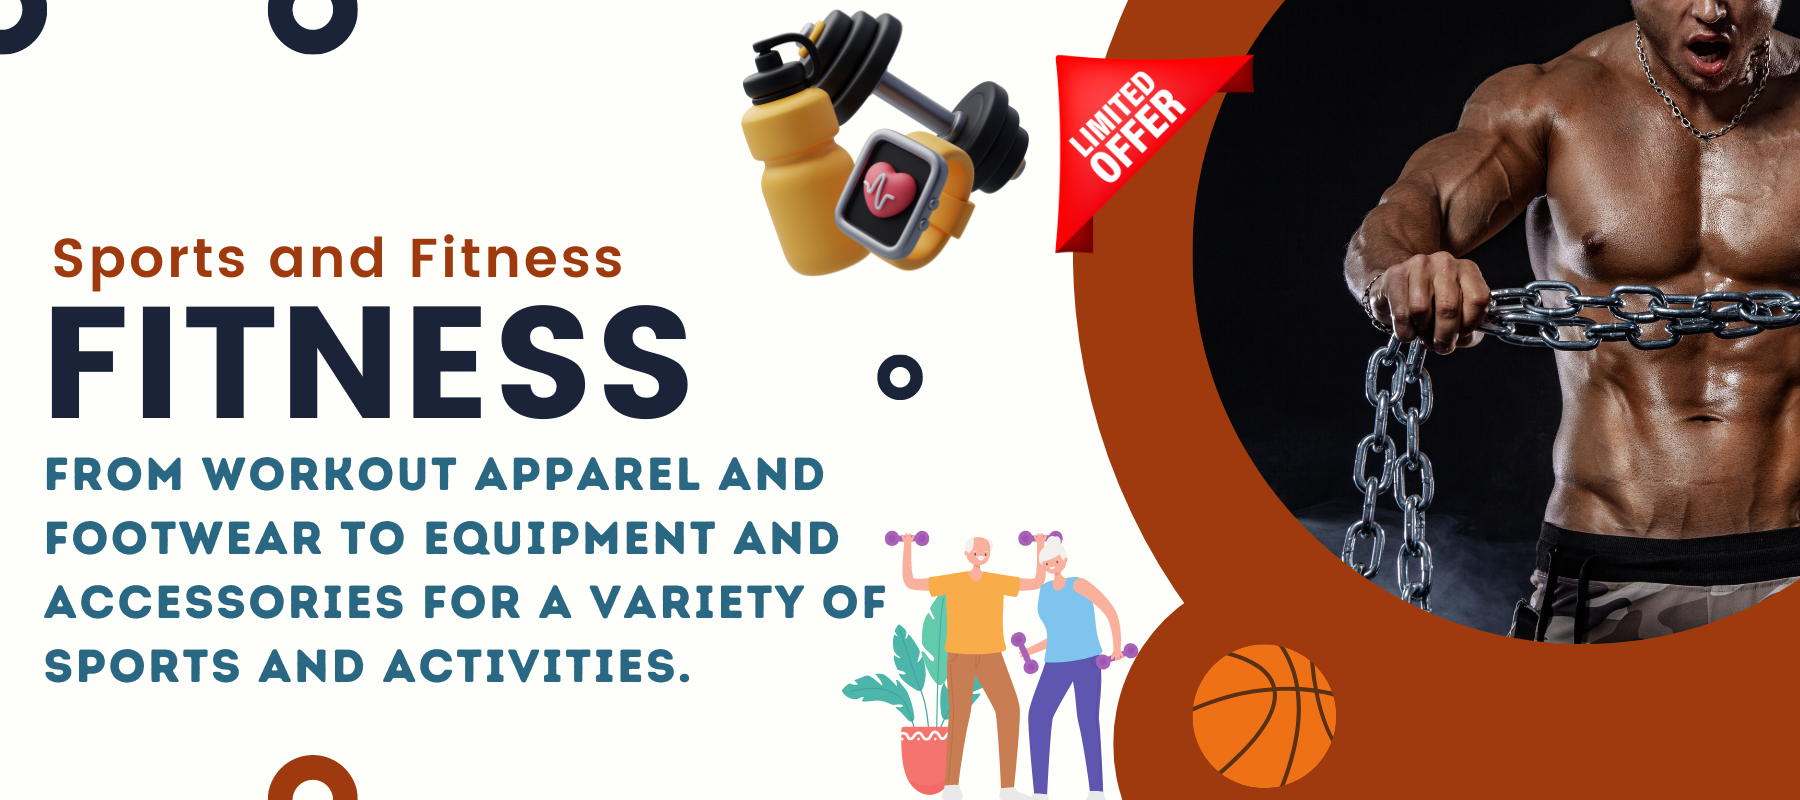 LIMITED
OFFER
Sports and Fitness
FITNESS
FROM WORKOUT APPAREL AND
FOOTWEAR TO EQUIPMENT AND
ACCESSORIES FOR A VARIETY OF
SPORTS AND ACTIVITIES.